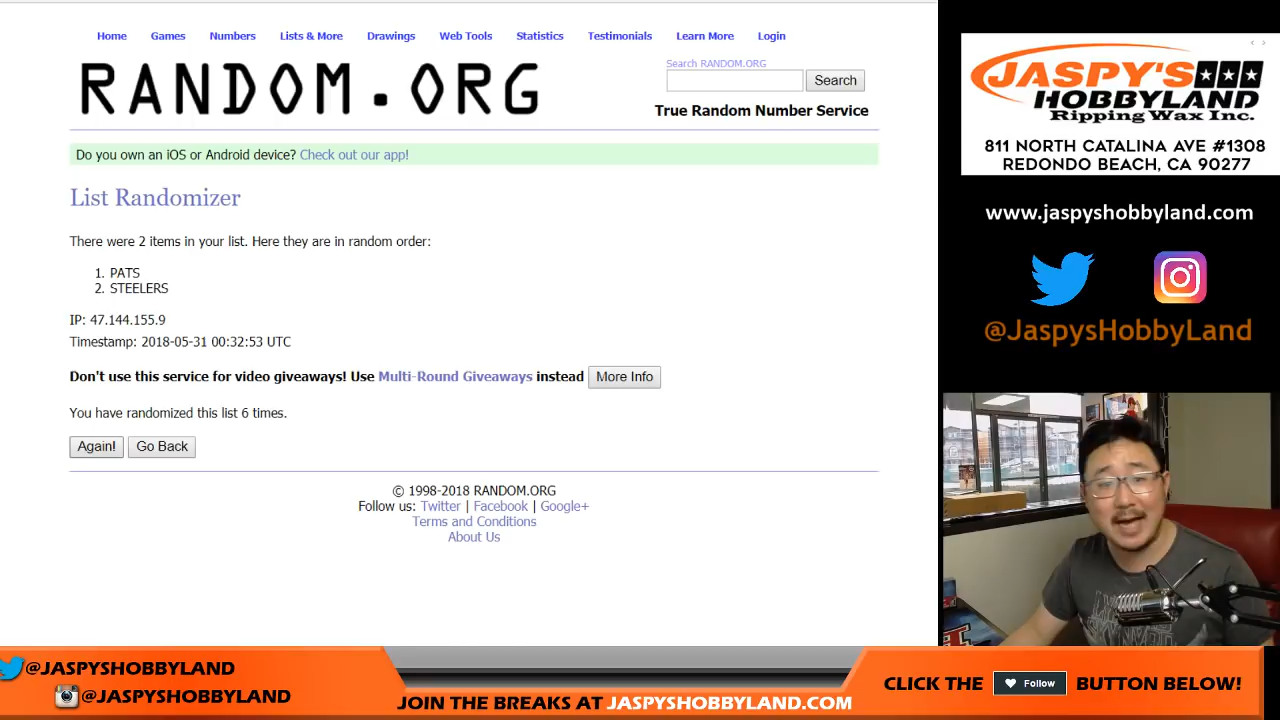 Home Games Numbers Lists & More Drawings Web Tools Statistics Testimonials Learn More Login
RANDOM.ORG
Search RANDOM.ORG
Search
True Random Number Service
Do you own an iOS or Android device? Check out our app!
List Randomizer
There were 2 items in your list. Here they are in random order:
1. PATS
2. STEELERS
IP: 47.144.155.9
Timestamp: 2018-05-31 00:32:53 UTC
Don't use this service for video giveaways! Use Multi-Round Giveaways instead More Info
You have randomized this list 6 times.
Again! Go Back
© 1998-2018 RANDOM.ORG
Follow us: Twitter | Facebook | Google+
Terms and Conditions
About Us
JASPY'S
HOBBYLAND
Ripping Wax Inc.
811 NORTH CATALINA AVE #1308
REDONDO BEACH, CA 90277
www.jaspyshobbyland.com
@JaspysHobbyLand
@JASPYSHOBBYLAND
@JASPYSHOBBYLAND
JOIN THE BREAKS AT JASPYSHOBBYLAND.COM
CLICK THE Follow BUTTON BELOW!